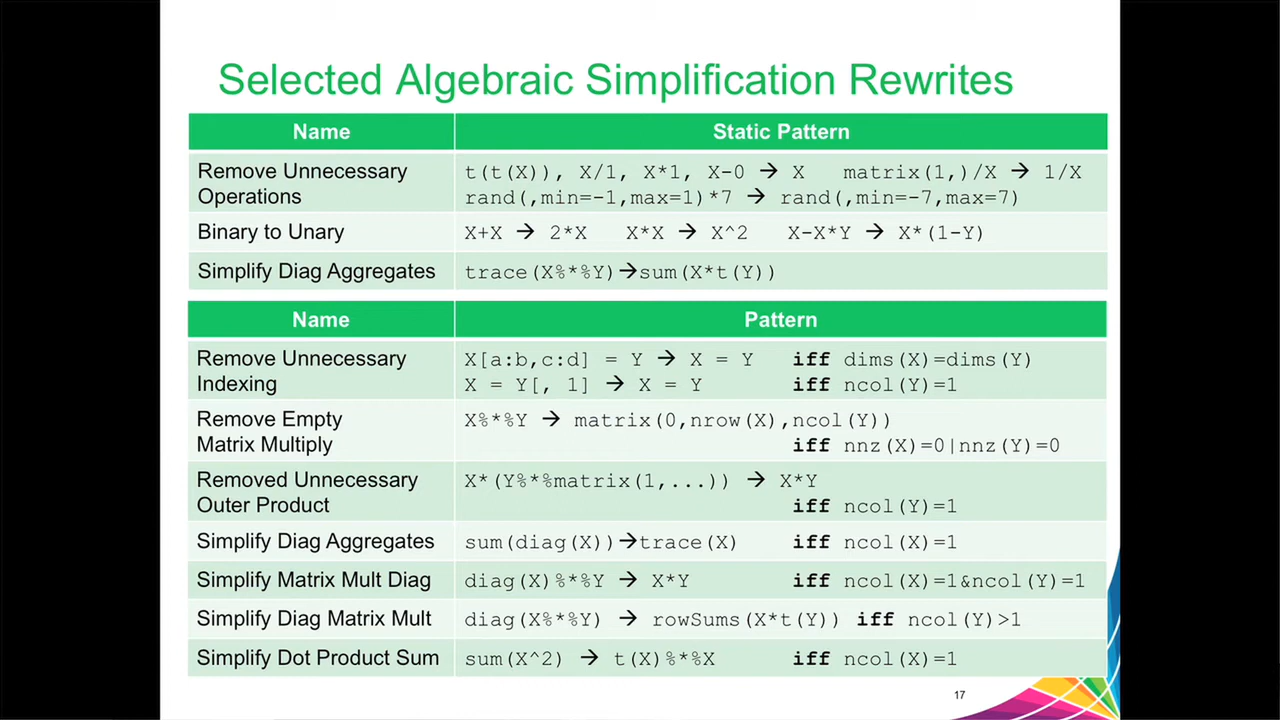 Selected Algebraic Simplification Rewrites
Name Static Pattern
Remove Unnecessary Operations
t(t(X)), X/1, X*1, X-0 → X matrix(1,)/X → 1/X
rand(,min=-1,max=1)*7 → rand(,min=-7,max=7)
Binary to Unary X+X → 2*X X*X → X^2 X-X*Y → X*(1-Y)
Simplify Diag Aggregates trace(X%*%Y)→sum(X*t(Y))
Name Pattern
Remove Unnecessary Indexing
X[a:b,c:d] = Y → X = Y iff dims(X)=dims(Y)
X = Y[, 1] → X = Y iff ncol(Y)=1
Remove Empty Matrix Multiply
X%*%Y → matrix(0,nrow(X),ncol(Y))
iff nnz(X)=0|nnz(Y)=0
Removed Unnecessary Outer Product
X*(Y%*%matrix(1,...)) → X*Y
iff ncol(Y)=1
Simplify Diag Aggregates sum(diag(X))→trace(X) iff ncol(X)=1
Simplify Matrix Mult Diag diag(X)%*%Y → X*Y iff ncol(X)=1&ncol(Y)=1
Simplify Diag Matrix Mult diag(X%*%Y) → rowSums(X*t(Y)) iff ncol(Y)>1
Simplify Dot Product Sum sum(X^2) → t(X)%*%X iff ncol(X)=1
17